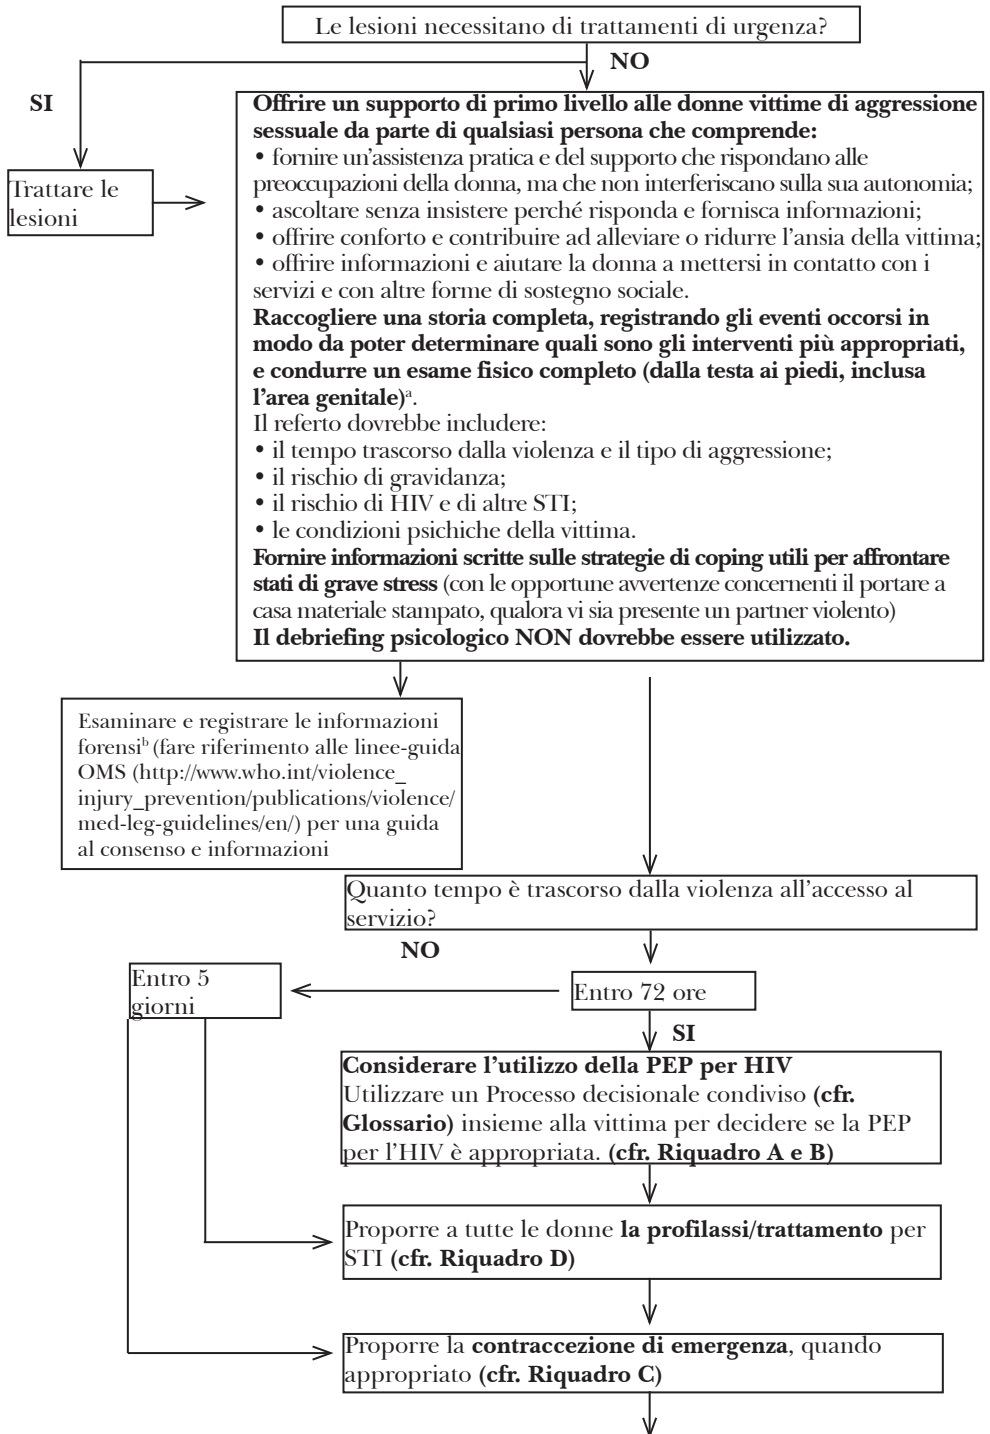 Le lesioni necessitano di trattamenti di urgenza?
NO
SI
Trattare le
lesioni
Offrire un supporto di primo livello alle donne vittime di aggressione
sessuale da parte di qualsiasi persona che comprende:
• fornire un'assistenza pratica e del supporto che rispondano alle
preoccupazioni della donna, ma che non interferiscano sulla sua autonomia;
• ascoltare senza insistere perché risponda e fornisca informazioni;
• offrire conforto e contribuire ad alleviare o ridurre l'ansia della vittima;
• offrire informazioni e aiutare la donna a mettersi in contatto con i
servizi e con altre forme di sostegno sociale.
Raccogliere una storia completa, registrando gli eventi occorsi in
modo da poter determinare quali sono gli interventi più appropriati,
e condurre un esame fisico completo (dalla testa ai piedi, inclusa
l'area genitale)ª.
Il referto dovrebbe includere:
• il tempo trascorso dalla violenza e il tipo di aggressione;
• il rischio di gravidanza;
• il rischio di HIV e di altre STI;
• le condizioni psichiche della vittima.
Fornire informazioni scritte sulle strategie di coping utili per affrontare
stati di grave stress (con le opportune avvertenze concernenti il portare a
casa materiale stampato, qualora vi sia presente un partner violento)
Il debriefing psicologico NON dovrebbe essere utilizzato.
Esaminare e registrare le informazioni
forensiᵇ (fare riferimento alle linee-guida
OMS (http://www.who.int/violence_
injury_prevention/publications/violence/
med-leg-guidelines/en/) per una guida
al consenso e informazioni
Quanto tempo è trascorso dalla violenza all'accesso al
servizio?
NO
Entro 5
giorni
Entro 72 ore
SI
Considerare l'utilizzo della PEP per HIV
Utilizzare un Processo decisionale condiviso (cfr.
Glossario) insieme alla vittima per decidere se la PEP
per l'HIV è appropriata. (cfr. Riquadro A e B)
Proporre a tutte le donne la profilassi/trattamento per
STI (cfr. Riquadro D)
Proporre la contraccezione di emergenza, quando
appropriato (cfr. Riquadro C)